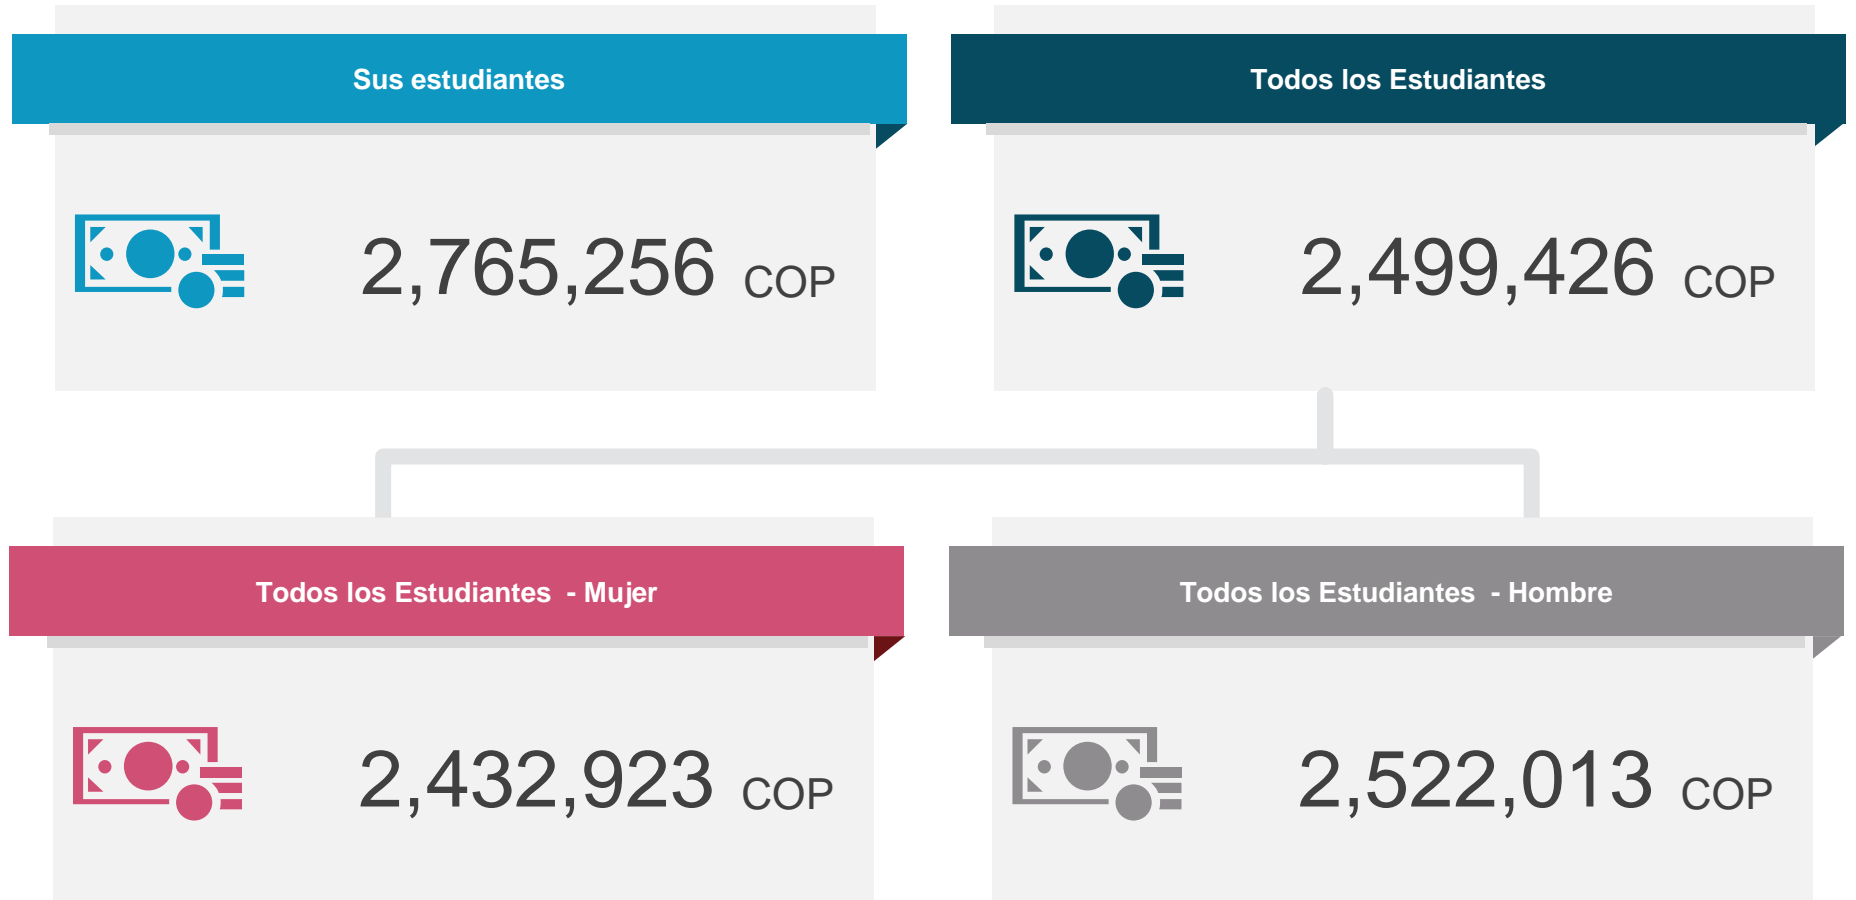 Sus estudiantes
2,765,256 COP
Todos los Estudiantes
2,499,426 COP
Todos los Estudiantes - Mujer
2,432,923 COP
Todos los Estudiantes - Hombre
2,522,013 COP